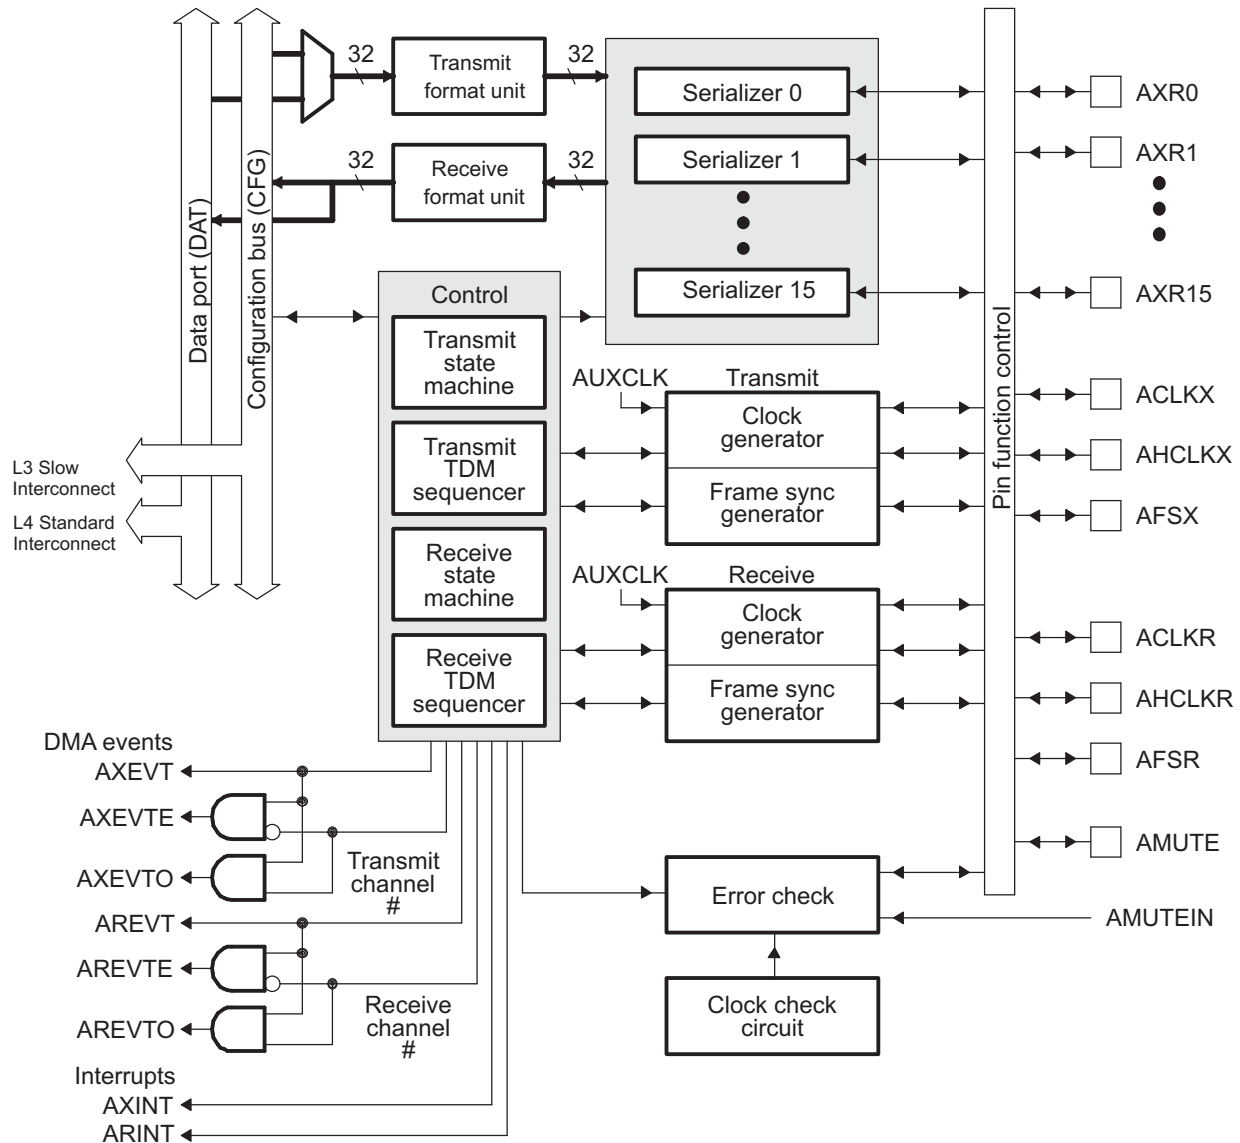 32
Transmit
format unit
32
Serializer 0
AXR0
Serializer 1
AXR1
32
Receive
format unit
32
Serializer 15
AXR15
Data port (DAT)
Configuration bus (CFG)
Pin function control
Control
Transmit
state
machine
Transmit
TDM
sequencer
Receive
state
machine
Receive
TDM
sequencer
AUXCLK
Transmit
Clock
generator
Frame sync
generator
ACLKX
AHCLKX
AFSX
L3 Slow
Interconnect
L4 Standard
Interconnect
AUXCLK
Receive
Clock
generator
Frame sync
generator
ACLKR
AHCLKR
AFSR
AMUTE
AMUTEIN
DMA events
AXEVT
AXEVTE
AXEVTO
Transmit
channel
#
AREVT
AREVTE
AREVTO
Receive
channel
#
Error check
Clock check
circuit
Interrupts
AXINT
ARINT